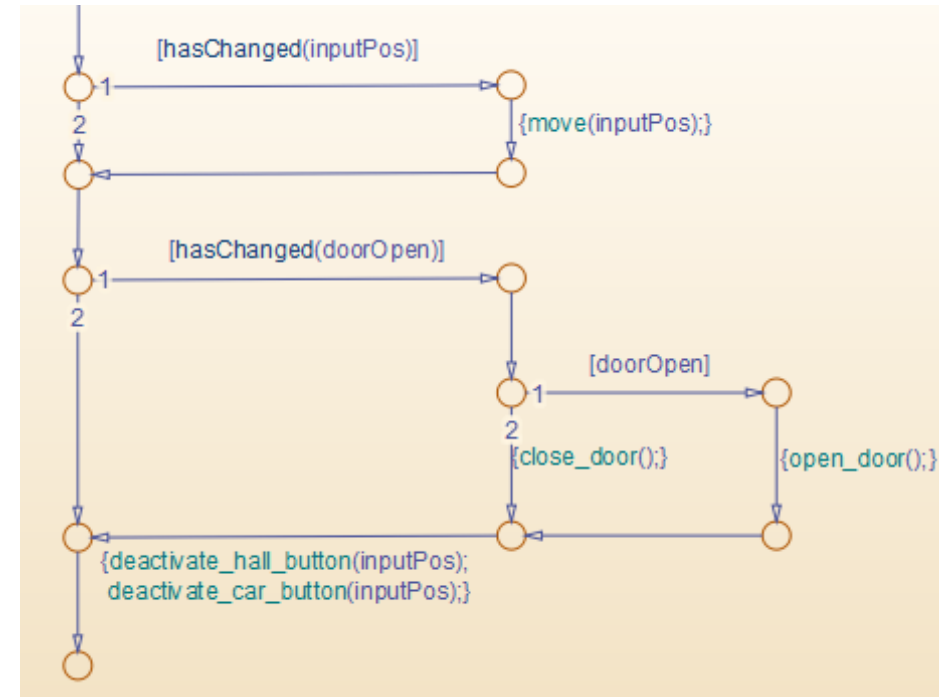 [hasChanged(inputPos)]
1
2
{move(inputPos);}
[hasChanged(doorOpen)]
1
2
[doorOpen]
1
2
{close_door();}
{open_door();}
{deactivate_hall_button(inputPos);
deactivate_car_button(inputPos);}